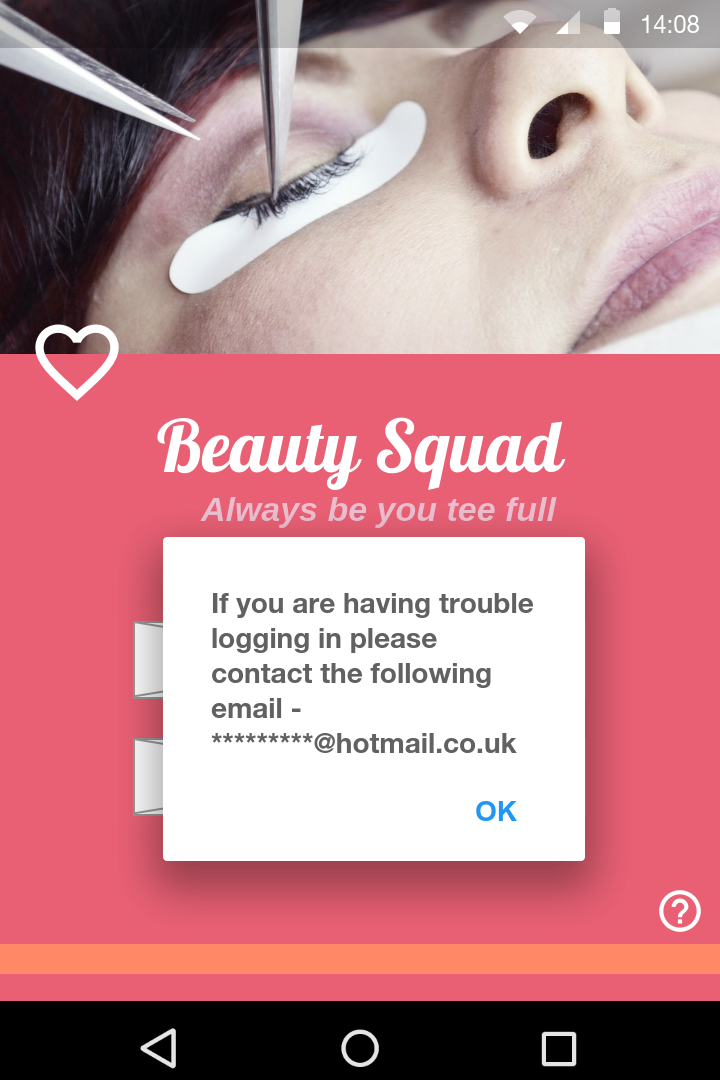 14:08
Beauty Squad
Always be you tee full
If you are having trouble
logging in please
contact the following
email -
*********@hotmail.co.uk
OK